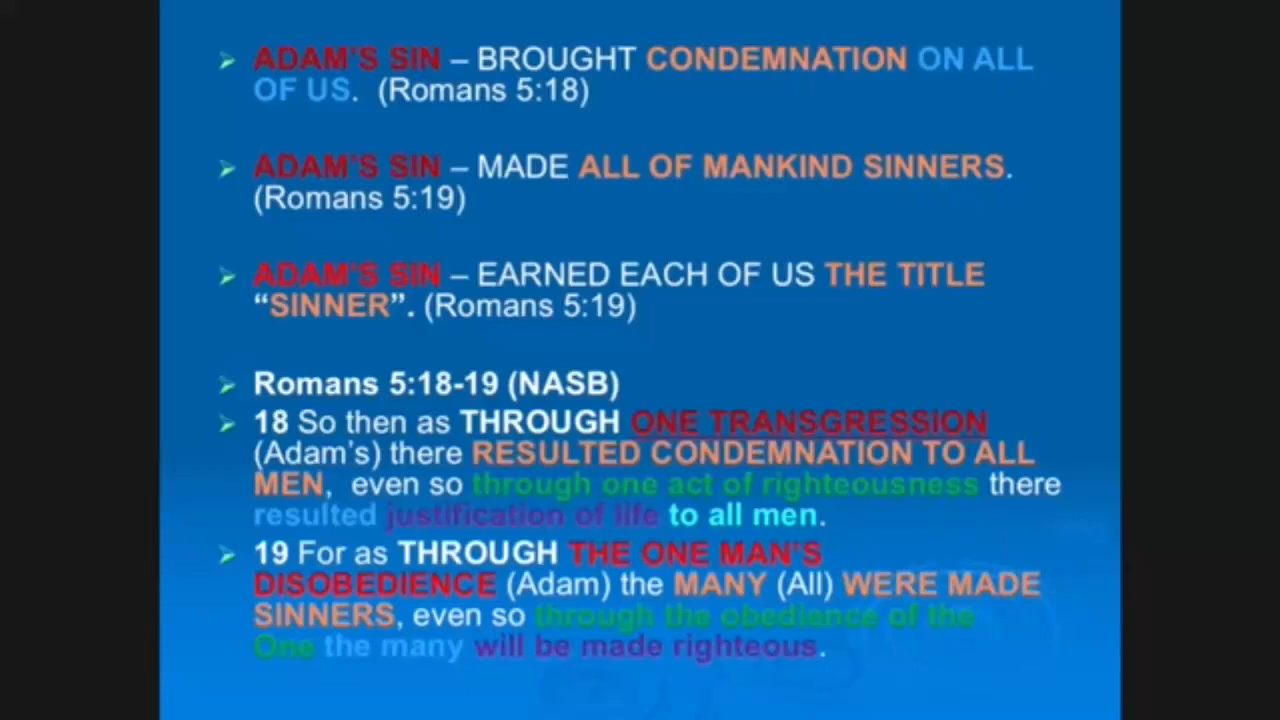 ADAM'S SIN – BROUGHT CONDEMNATION ON ALL
OF US. (Romans 5:18)
ADAM'S SIN – MADE ALL OF MANKIND SINNERS.
(Romans 5:19)
ADAM'S SIN – EARNED EACH OF US THE TITLE
“SINNER”. (Romans 5:19)
Romans 5:18-19 (NASB)
18 So then as THROUGH ONE TRANSGRESSION
(Adam's) there RESULTED CONDEMNATION TO ALL
MEN, even so through one act of righteousness there
resulted justification of life to all men.
19 For as THROUGH THE ONE MAN'S
DISOBEDIENCE (Adam) the MANY (All) WERE MADE
SINNERS, even so through the obedience of the
One the many will be made righteous.